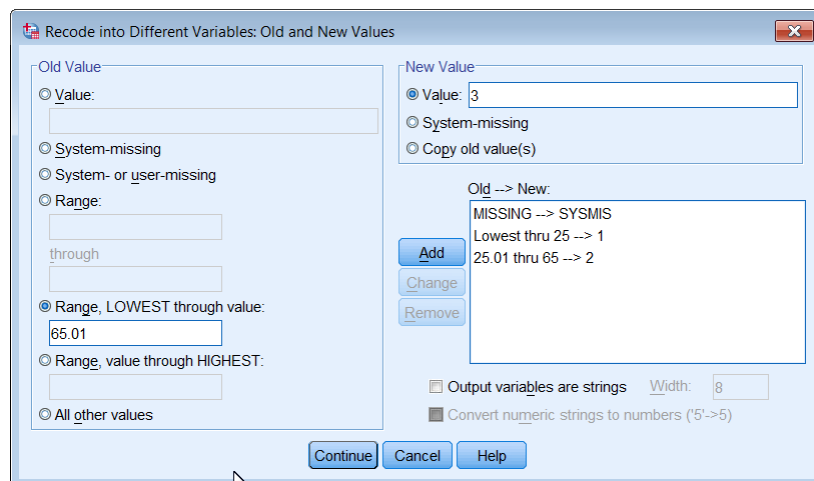 Recode into Different Variables: Old and New Values
Old Value
Value:
System-missing
System- or user-missing
Range:
through
Range, LOWEST through value:
65.01
Range, value through HIGHEST:
All other values
New Value
Value: 3
System-missing
Copy old value(s)
Old --> New:
MISSING --> SYSMIS
Lowest thru 25 --> 1
25.01 thru 65 --> 2
Add
Change
Remove
Output variables are strings Width: 8
Convert numeric strings to numbers ('5'->5)
Continue Cancel Help